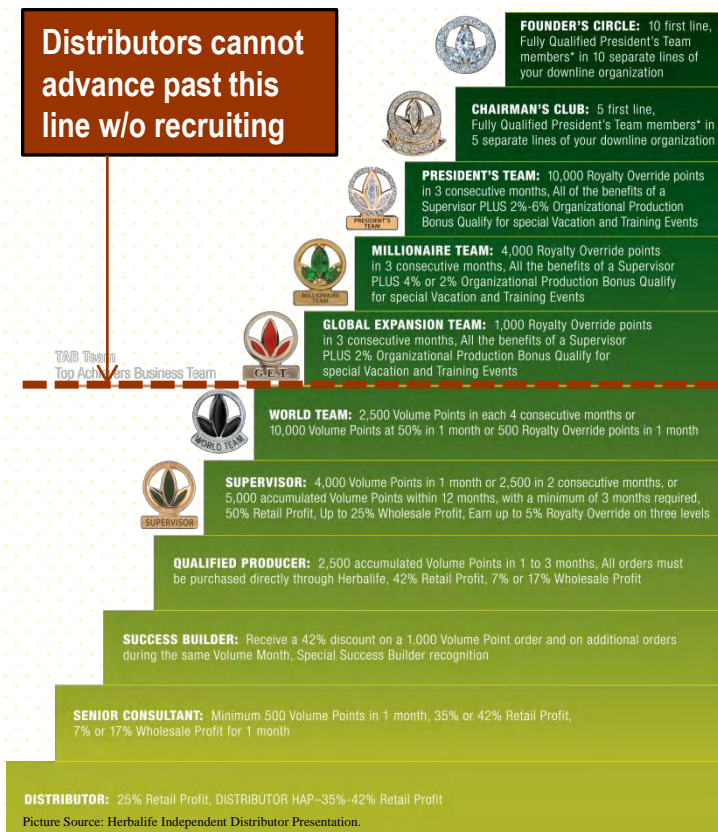 Distributors cannot
advance past this
line w/o recruiting
FOUNDER'S CIRCLE: 10 first line,
Fully Qualified President's Team
members* in 10 separate lines of
your downline organization
CHAIRMAN'S CLUB: 5 first line,
Fully Qualified President's Team members* in
5 separate lines of your downline organization
PRESIDENT'S TEAM: 10,000 Royalty Override points
in 3 consecutive months, All of the benefits of a
Supervisor PLUS 2%-6% Organizational Production
Bonus Qualify for special Vacation and Training Events
PRESIDENT'S
TEAM
MILLIONAIRE TEAM: 4,000 Royalty Override points
in 3 consecutive months, All the benefits of a Supervisor
PLUS 4% or 2% Organizational Production Bonus Qualify
for special Vacation and Training Events
MILLIONAIRE
TEAM
GLOBAL EXPANSION TEAM: 1,000 Royalty Override points
in 3 consecutive months, All the benefits of a Supervisor
PLUS 2% Organizational Production Bonus Qualify for
special Vacation and Training Events
G.E.T.
TAB Team
Top Achievers Business Team
WORLD TEAM: 2,500 Volume Points in each 4 consecutive months or
10,000 Volume Points at 50% in 1 month or 500 Royalty Override points in 1 month
WORLD TEAM
SUPERVISOR: 4,000 Volume Points in 1 month or 2,500 in 2 consecutive months, or
5,000 accumulated Volume Points within 12 months, with a minimum of 3 months required,
50% Retail Profit, Up to 25% Wholesale Profit, Earn up to 5% Royalty Override on three levels
SUPERVISOR
QUALIFIED PRODUCER: 2,500 accumulated Volume Points in 1 to 3 months, All orders must
be purchased directly through Herbalife, 42% Retail Profit, 7% or 17% Wholesale Profit
SUCCESS BUILDER: Receive a 42% discount on a 1,000 Volume Point order and on additional orders
during the same Volume Month, Special Success Builder recognition
SENIOR CONSULTANT: Minimum 500 Volume Points in 1 month, 35% or 42% Retail Profit,
7% or 17% Wholesale Profit for 1 month
DISTRIBUTOR: 25% Retail Profit, DISTRIBUTOR HAP–35%-42% Retail Profit
Picture Source: Herbalife Independent Distributor Presentation.